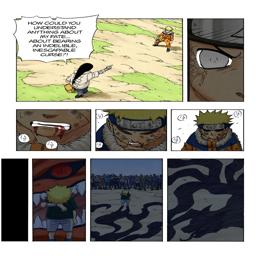 HOW COULD YOU
UNDERSTAND
ANYTHING ABOUT
MY FATE...
ABOUT BEARING
AN INDELIBLE,
INESCAPABLE
CURSE?!